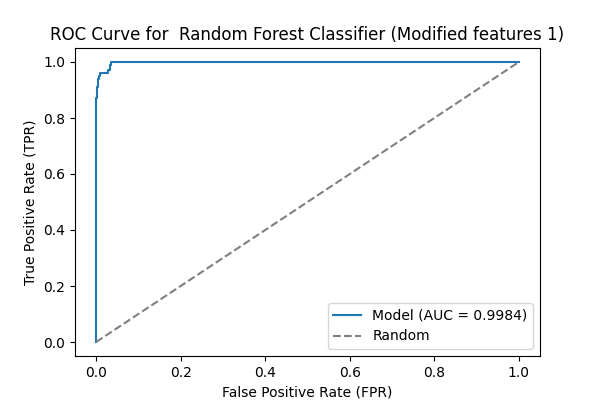 ROC Curve for  Random Forest Classifier (Modified features 1)
1.0
0.8
0.6
0.4
0.2
0.0
True Positive Rate (TPR)
Model (AUC = 0.9984)
Random
0.0 0.2 0.4 0.6 0.8 1.0
False Positive Rate (FPR)